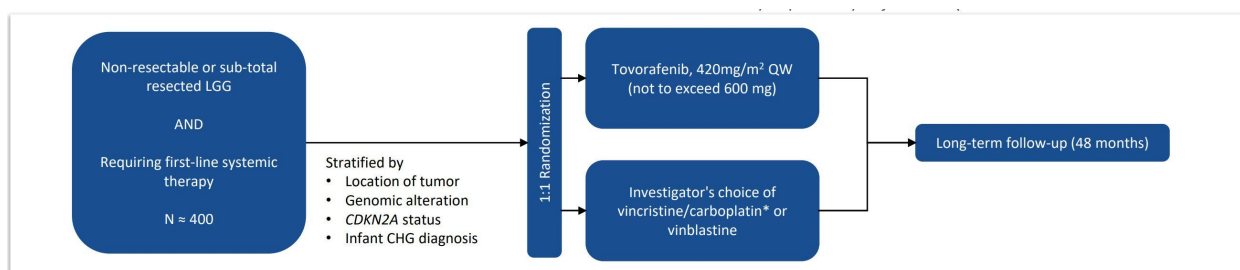 Non-resectable or sub-total
resected LGG
AND
Requiring first-line systemic
therapy
N ≈ 400
Stratified by
• Location of tumor
• Genomic alteration
• CDKN2A status
• Infant CHG diagnosis
1:1 Randomization
Tovorafenib, 420mg/m² QW
(not to exceed 600 mg)
Investigator's choice of
vincristine/carboplatin* or
vinblastine
Long-term follow-up (48 months)